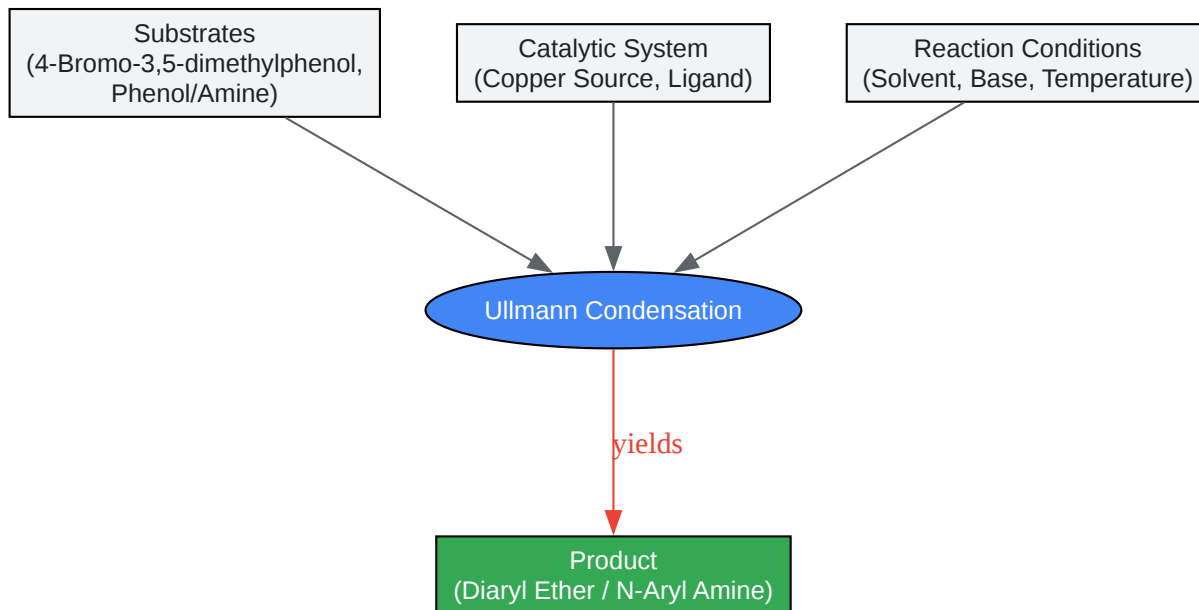 Substrates
(4-Bromo-3,5-dimethylphenol,
Phenol/Amine)
Catalytic System
(Copper Source, Ligand)
Reaction Conditions
(Solvent, Base, Temperature)
Ullmann Condensation
yields
Product
(Diaryl Ether / N-Aryl Amine)